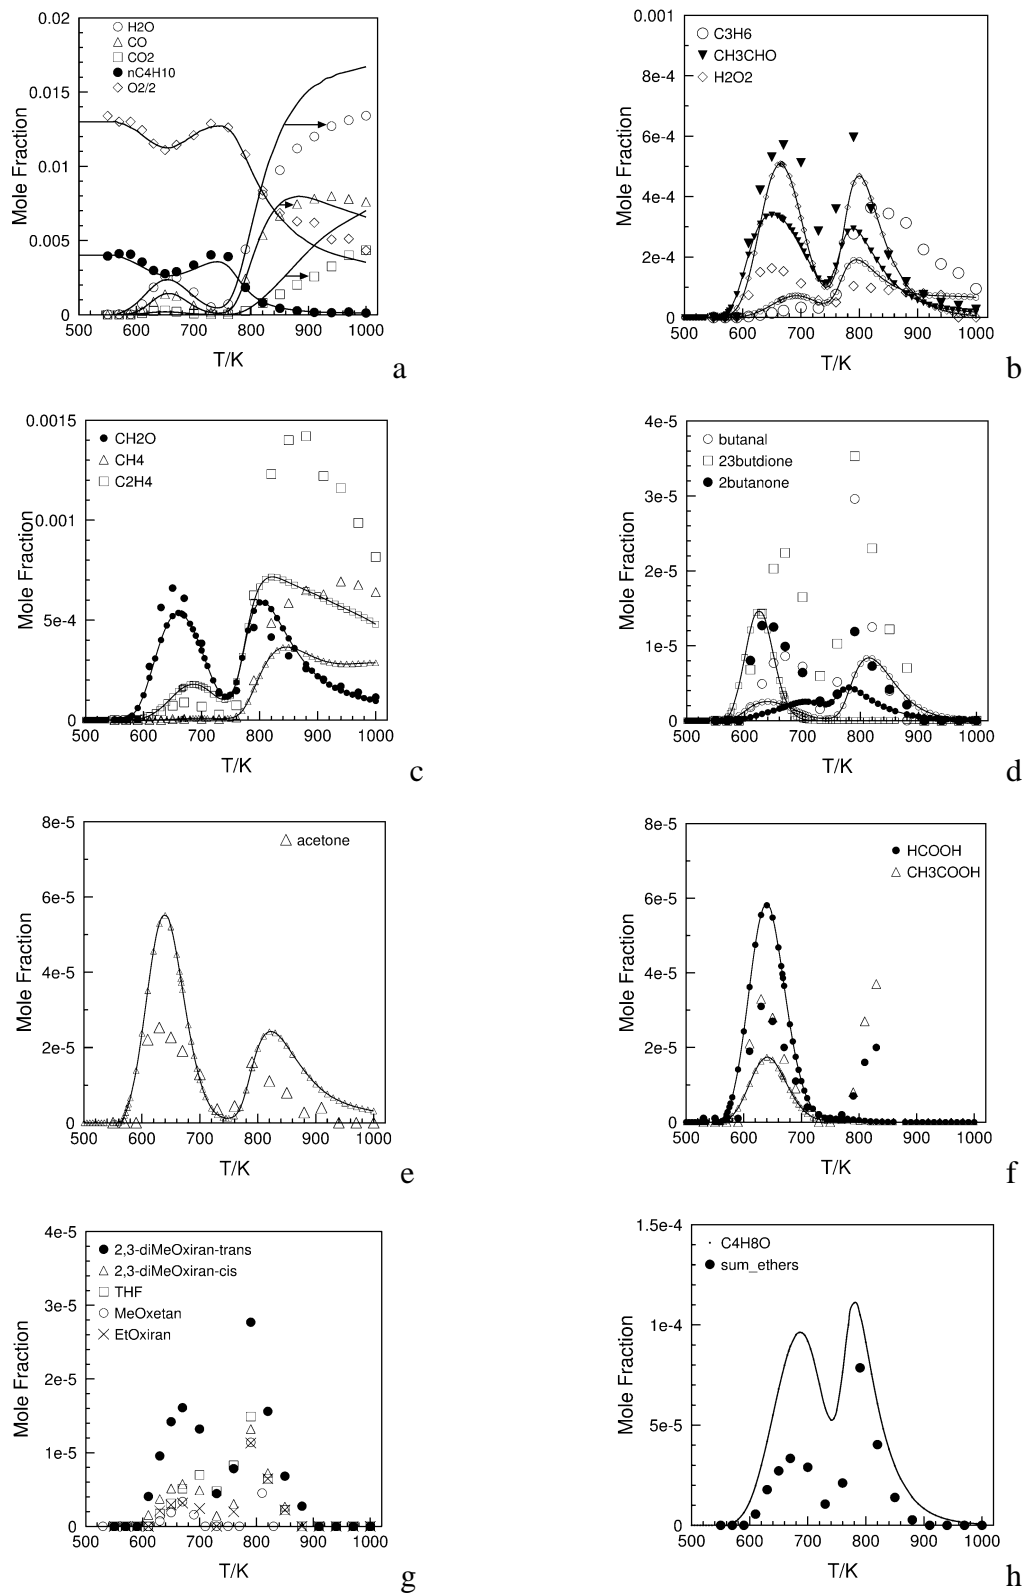 0.02
0.015
0.01
0.005
0
H2O
CO
CO2
nC4H10
O2/2
Mole Fraction
500 600 700 800 900 1000
T/K
a
0.001
8e-4
6e-4
4e-4
2e-4
0
C3H6
CH3CHO
H2O2
Mole Fraction
500 600 700 800 900 1000
T/K
b
0.0015
0.001
5e-4
0
CH2O
CH4
C2H4
Mole Fraction
500 600 700 800 900 1000
T/K
c
4e-5
3e-5
2e-5
1e-5
0
butanal
23butdione
2butanone
Mole Fraction
500 600 700 800 900 1000
T/K
d
8e-5
6e-5
4e-5
2e-5
0
acetone
Mole Fraction
500 600 700 800 900 1000
T/K
e
8e-5
6e-5
4e-5
2e-5
0
HCOOH
CH3COOH
Mole Fraction
500 600 700 800 900 1000
T/K
f
4e-5
3e-5
2e-5
1e-5
0
2,3-diMeOxiran-trans
2,3-diMeOxiran-cis
THF
MeOxetan
EtOxiran
Mole Fraction
500 600 700 800 900 1000
T/K
g
1.5e-4
1e-4
5e-5
0
C4H8O
sum_ethers
Mole Fraction
500 600 700 800 900 1000
T/K
h